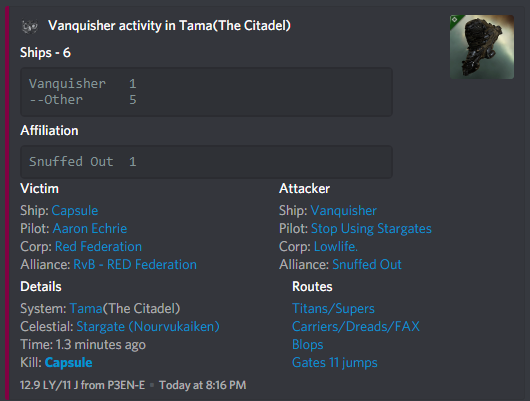 Vanquisher activity in Tama(The Citadel)
Ships - 6
Vanquisher 1
--Other 5
Affiliation
Snuffed Out 1
Victim
Ship: Capsule
Pilot: Aaron Echrie
Corp: Red Federation
Alliance: RvB - RED Federation
Attacker
Ship: Vanquisher
Pilot: Stop Using Stargates
Corp: Lowlife.
Alliance: Snuffed Out
Details
System: Tama(The Citadel)
Celestial: Stargate (Nourvukaiken)
Time: 1.3 minutes ago
Kill: Capsule
Routes
Titans/Supers
Carriers/Dreads/FAX
Blops
Gates 11 jumps
12.9 LY/11 J from P3EN-E • Today at 8:16 PM